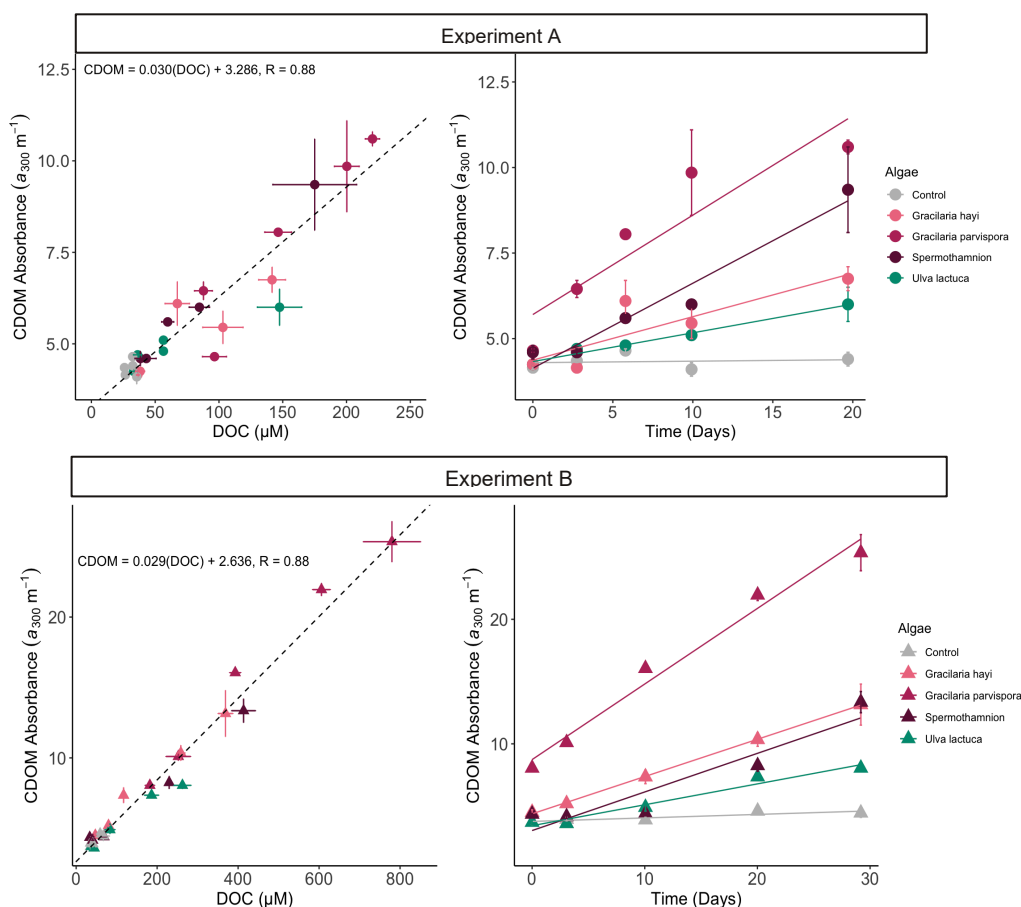 Experiment A
CDOM = 0.030(DOC) + 3.286, R = 0.88
12.5
10.0
7.5
5.0
CDOM Absorbance (a300 m−1)
0 50 100 150 200 250
DOC (µM)
12.5
10.0
7.5
5.0
CDOM Absorbance (a300 m−1)
0 5 10 15 20
Time (Days)
Algae
Control
Gracilaria hayi
Gracilaria parvispora
Spermothamnion
Ulva lactuca
Experiment B
CDOM = 0.029(DOC) + 2.636, R = 0.88
20
10
CDOM Absorbance (a300 m−1)
0 200 400 600 800
DOC (µM)
20
10
CDOM Absorbance (a300 m−1)
0 10 20 30
Time (Days)
Algae
Control
Gracilaria hayi
Gracilaria parvispora
Spermothamnion
Ulva lactuca